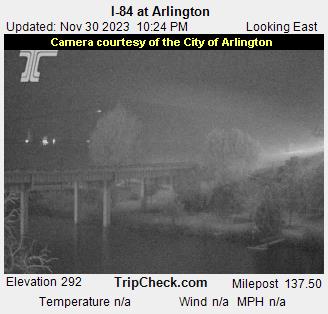 I-84 at Arlington
Updated: Nov 30 2023 10:24 PM Looking East
Camera courtesy of the City of Arlington
Elevation 292 TripCheck.com Milepost 137.50
Temperature n/a Wind n/a MPH n/a